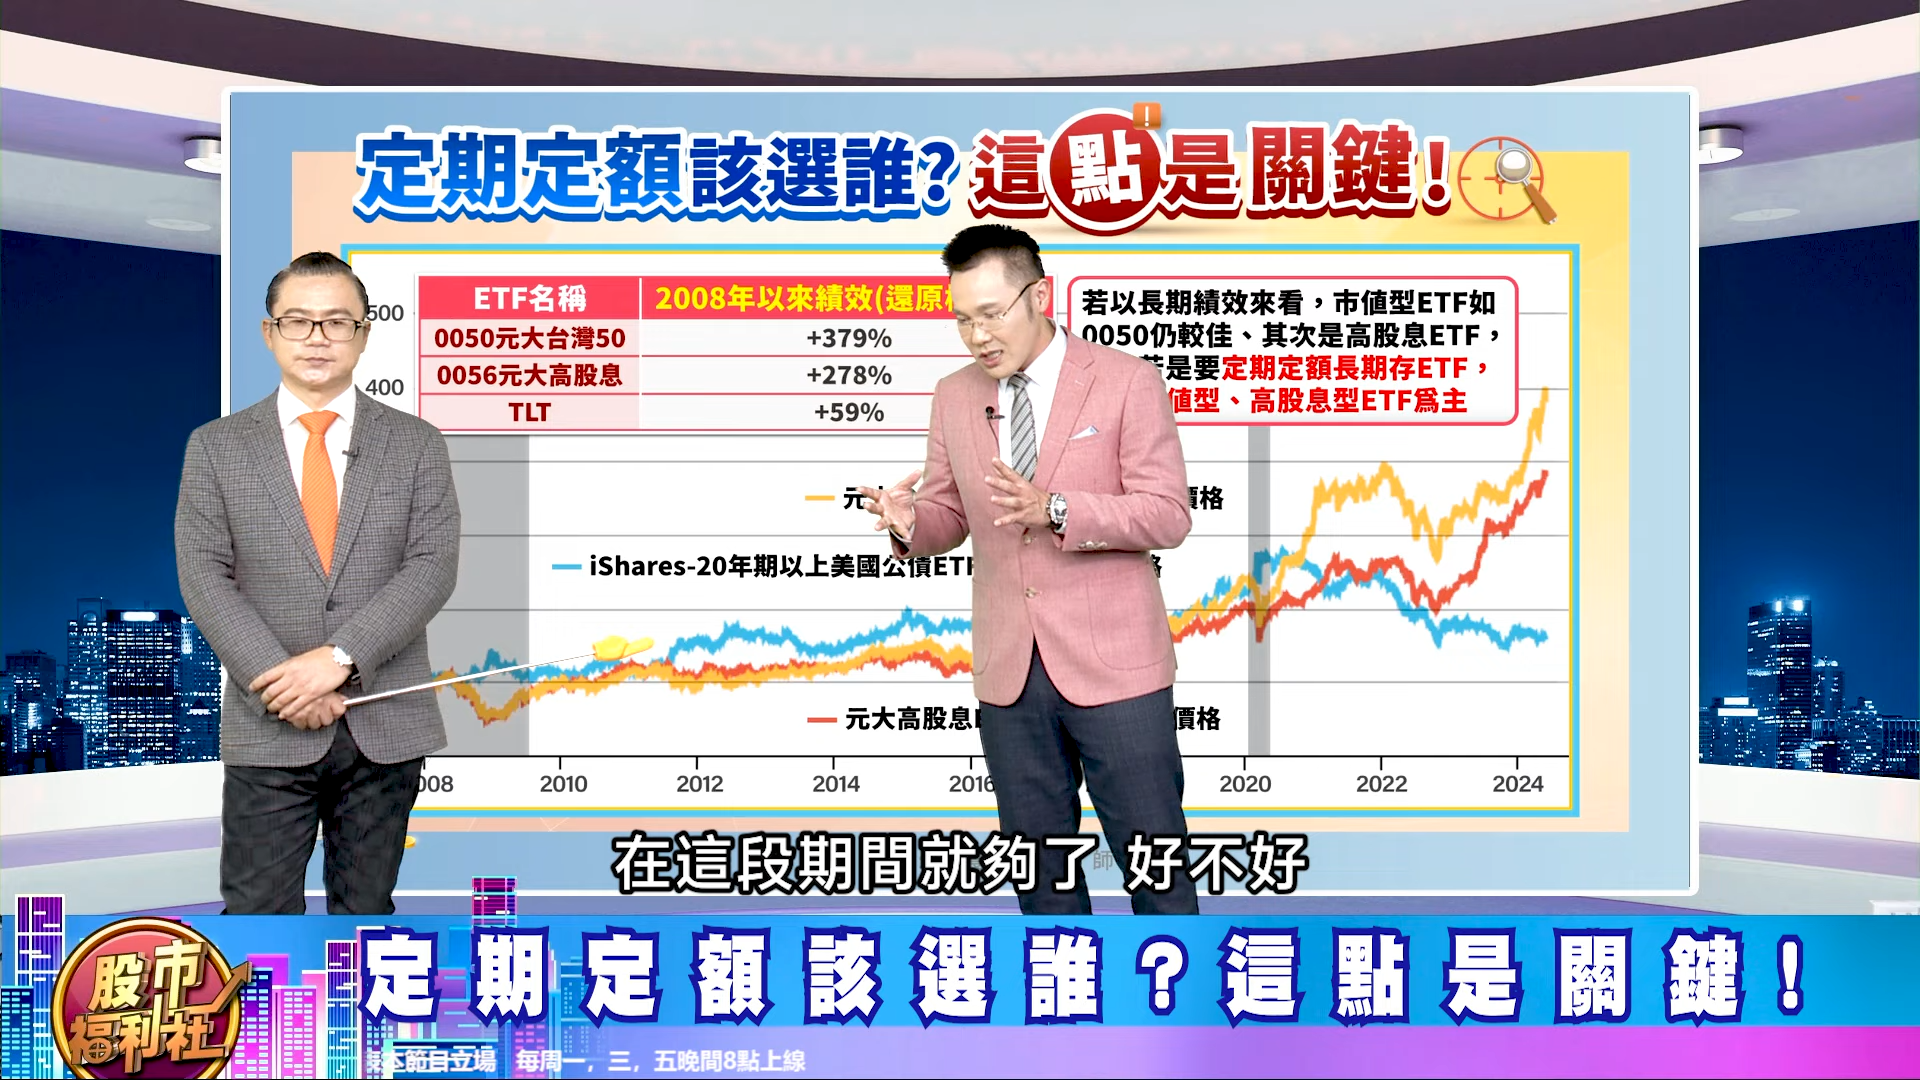 定期定額該選誰？這點是關鍵！
ETF名稱
2008年以來績效(還原
0050元大台灣50
+379%
0056元大高股息
+278%
TLT
+59%
若以長期績效來看，市值型ETF如
0050仍較佳、其次是高股息ETF，
若是要定期定額長期存ETF，
值型、高股息型ETF為主
500
400
元
價格
iShares-20年期以上美國公債ETF
格
元大高股息
價格
008
2010
2012
2014
2016
2020
2022
2024
師
在這段期間就夠了 好不好
股市
福利社
定期定額該選誰？這點是關鍵！
本節目立場 每周一，三，五晚間8點上線